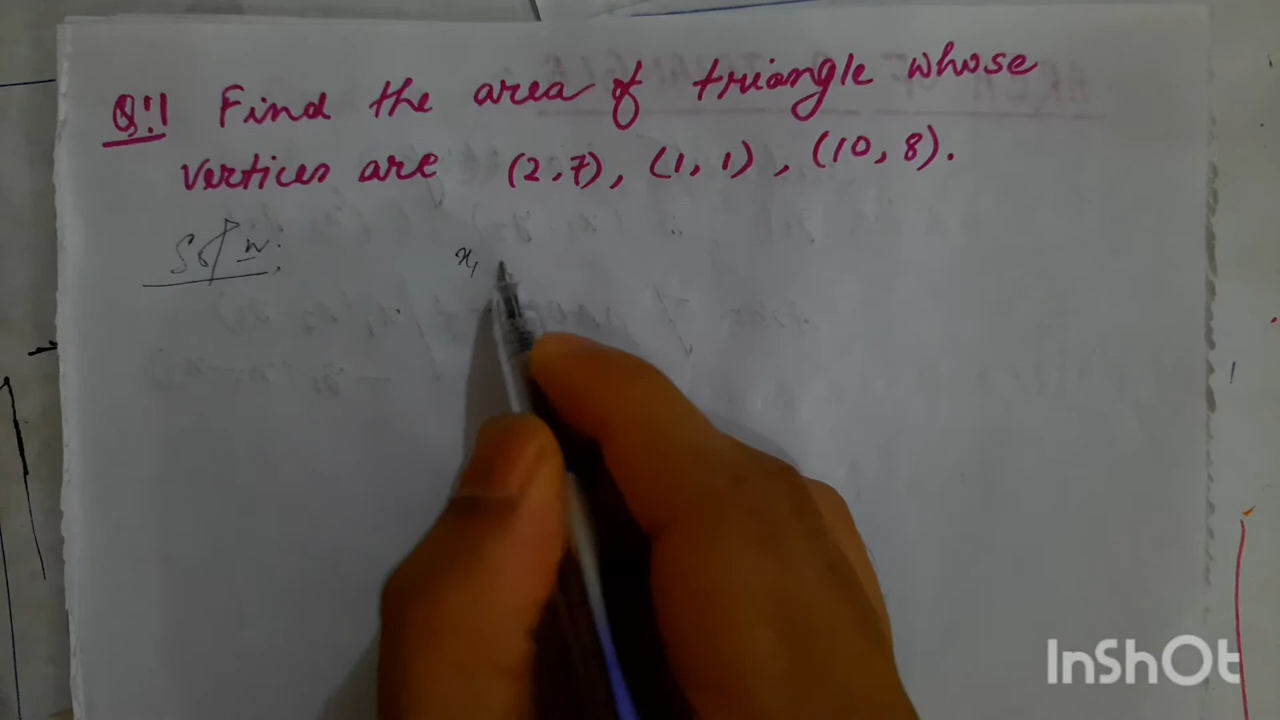 Q.1 Find the area of triangle whose
vertices are (2,7), (1,1), (10,8).
Sol n:
x₁
InShOt